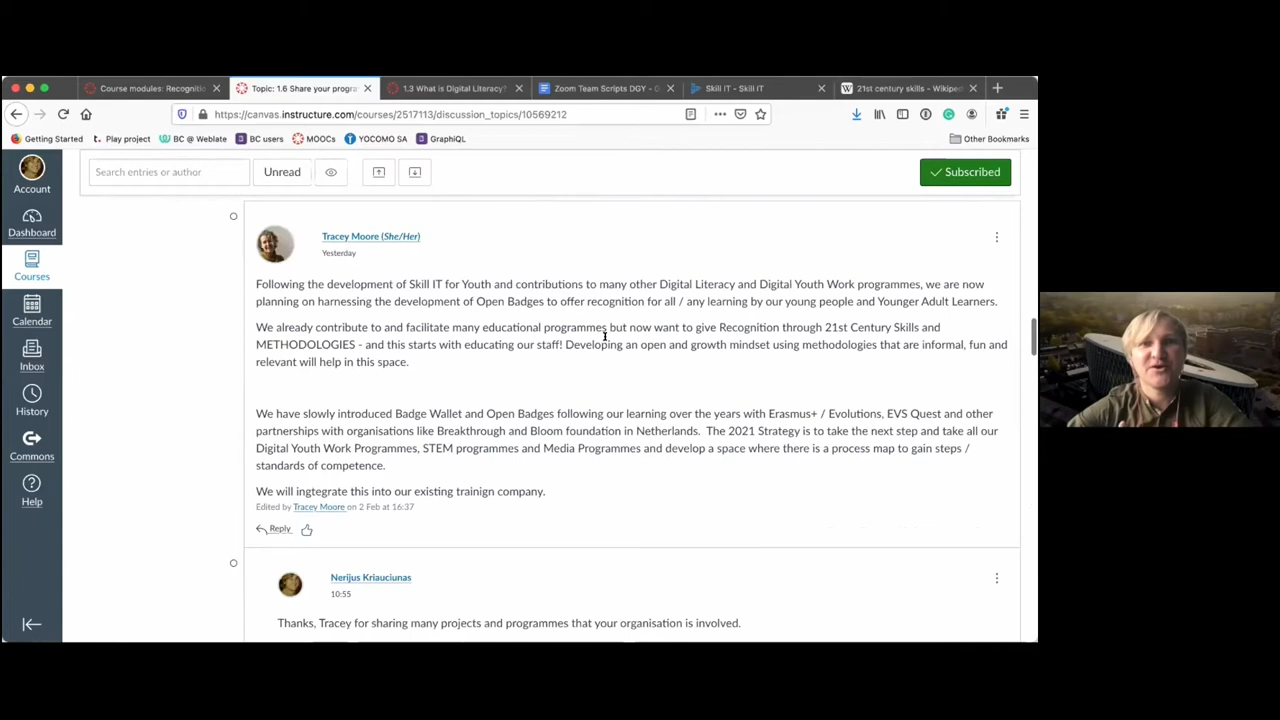 Course modules: Recogniti
Topic: 1.6 Share your progra
1.3 What is Digital Literacy?
Zoom Team Scripts DGY - G
Skill IT - Skill IT
21st century skills - Wikiped
https://canvas.instructure.com/courses/2517113/discussion_topics/10569212
Getting Started
Play project
BC @ Weblate
BC users
MOOCs
YOCOMO SA
GraphiQL
Other Bookmarks
Account
Dashboard
Courses
Calendar
Inbox
History
Commons
Help
Search entries or author
Unread
Subscribed
Tracey Moore (She/Her)
Yesterday
Following the development of Skill IT for Youth and contributions to many other Digital Literacy and Digital Youth Work programmes, we are now
planning on harnessing the development of Open Badges to offer recognition for all / any learning by our young people and Younger Adult Learners.
We already contribute to and facilitate many educational programmes but now want to give Recognition through 21st Century Skills and
METHODOLOGIES - and this starts with educating our staff! Developing an open and growth mindset using methodologies that are informal, fun and
relevant will help in this space.
We have slowly introduced Badge Wallet and Open Badges following our learning over the years with Erasmus+ / Evolutions, EVS Quest and other
partnerships with organisations like Breakthrough and Bloom foundation in Netherlands. The 2021 Strategy is to take the next step and take all our
Digital Youth Work Programmes, STEM programmes and Media Programmes and develop a space where there is a process map to gain steps /
standards of competence.
We will ingtegrate this into our existing trainign company.
Edited by Tracey Moore on 2 Feb at 16:37
Reply
Nerijus Kriauciunas
10:55
Thanks, Tracey for sharing many projects and programmes that your organisation is involved.